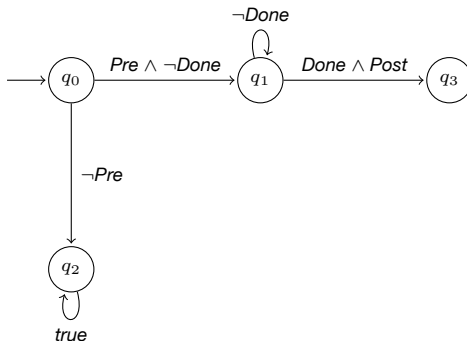 ¬Done
q0 Pre ∧ ¬Done q1 Done ∧ Post q3
¬Pre
q2
true